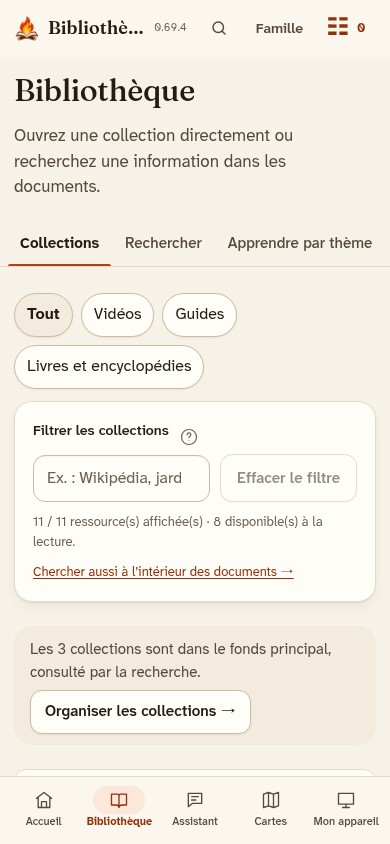 Bibliothè... 0.69.4 Famille 0
Bibliothèque
Ouvrez une collection directement ou
recherchez une information dans les
documents.
Collections Rechercher Apprendre par thème
Tout Vidéos Guides
Livres et encyclopédies
Filtrer les collections ?
Ex. : Wikipédia, jard Effacer le filtre
11 / 11 ressource(s) affichée(s) · 8 disponible(s) à la
lecture.
Chercher aussi à l'intérieur des documents →
Les 3 collections sont dans le fonds principal,
consulté par la recherche.
Organiser les collections →
Accueil Bibliothèque Assistant Cartes Mon appareil